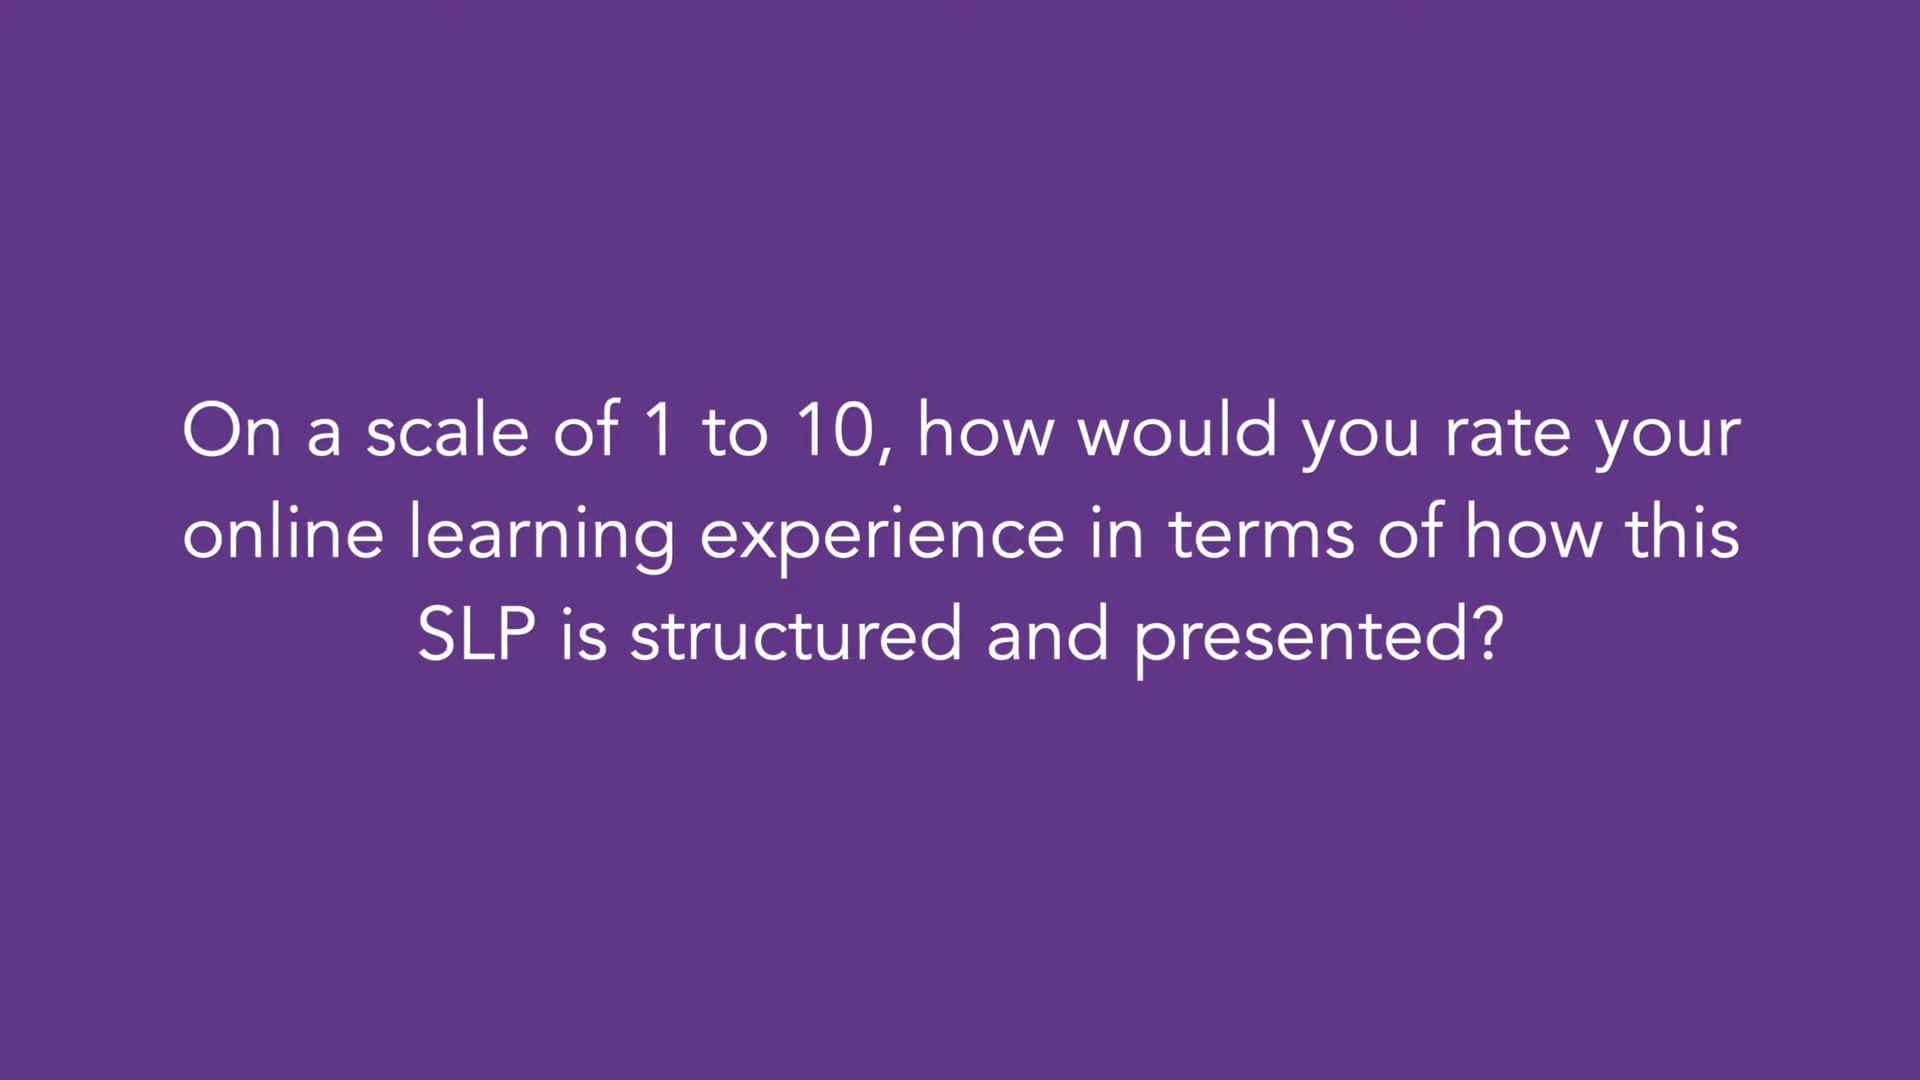 On a scale of 1 to 10, how would you rate your
online learning experience in terms of how this
SLP is structured and presented?